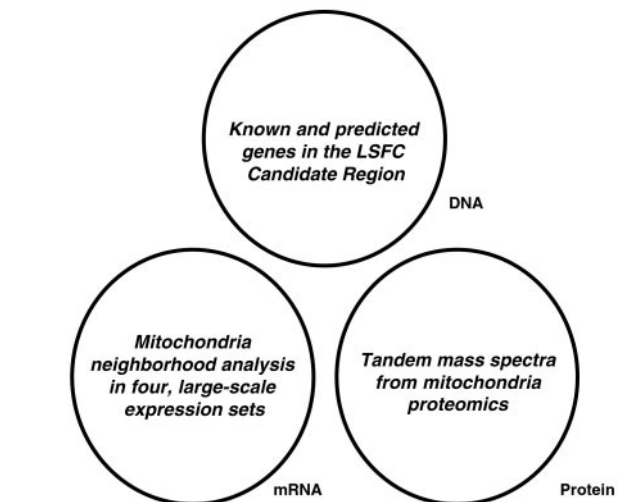 Known and predicted
genes in the LSFC
Candidate Region
DNA
Mitochondria
neighborhood analysis
in four, large-scale
expression sets
mRNA
Tandem mass spectra
from mitochondria
proteomics
Protein